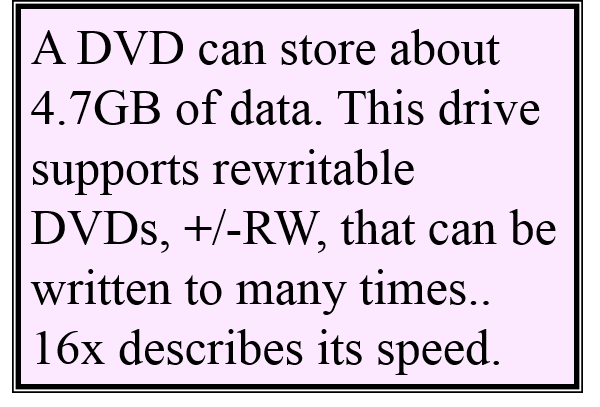 A DVD can store about
4.7GB of data. This drive
supports rewritable
DVDs, +/-RW, that can be
written to many times..
16x describes its speed.